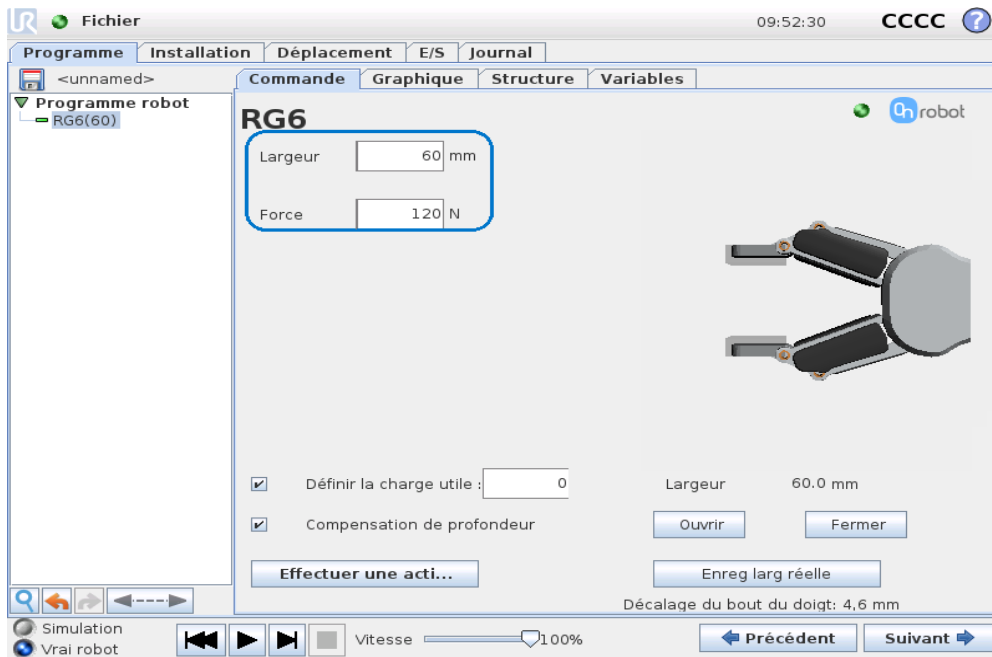 UR Fichier 09:52:30 CCCC ?
Programme Installation Déplacement E/S Journal
<unnamed> Commande Graphique Structure Variables
Programme robot
RG6(60)
RG6
On robot
Largeur 60 mm
Force 120 N
Définir la charge utile : 0 Largeur 60.0 mm
Compensation de profondeur Ouvrir Fermer
Effectuer une acti... Enreg larg réelle
Décalage du bout du doigt: 4,6 mm
Simulation
Vrai robot
Vitesse 100% Précédent Suivant